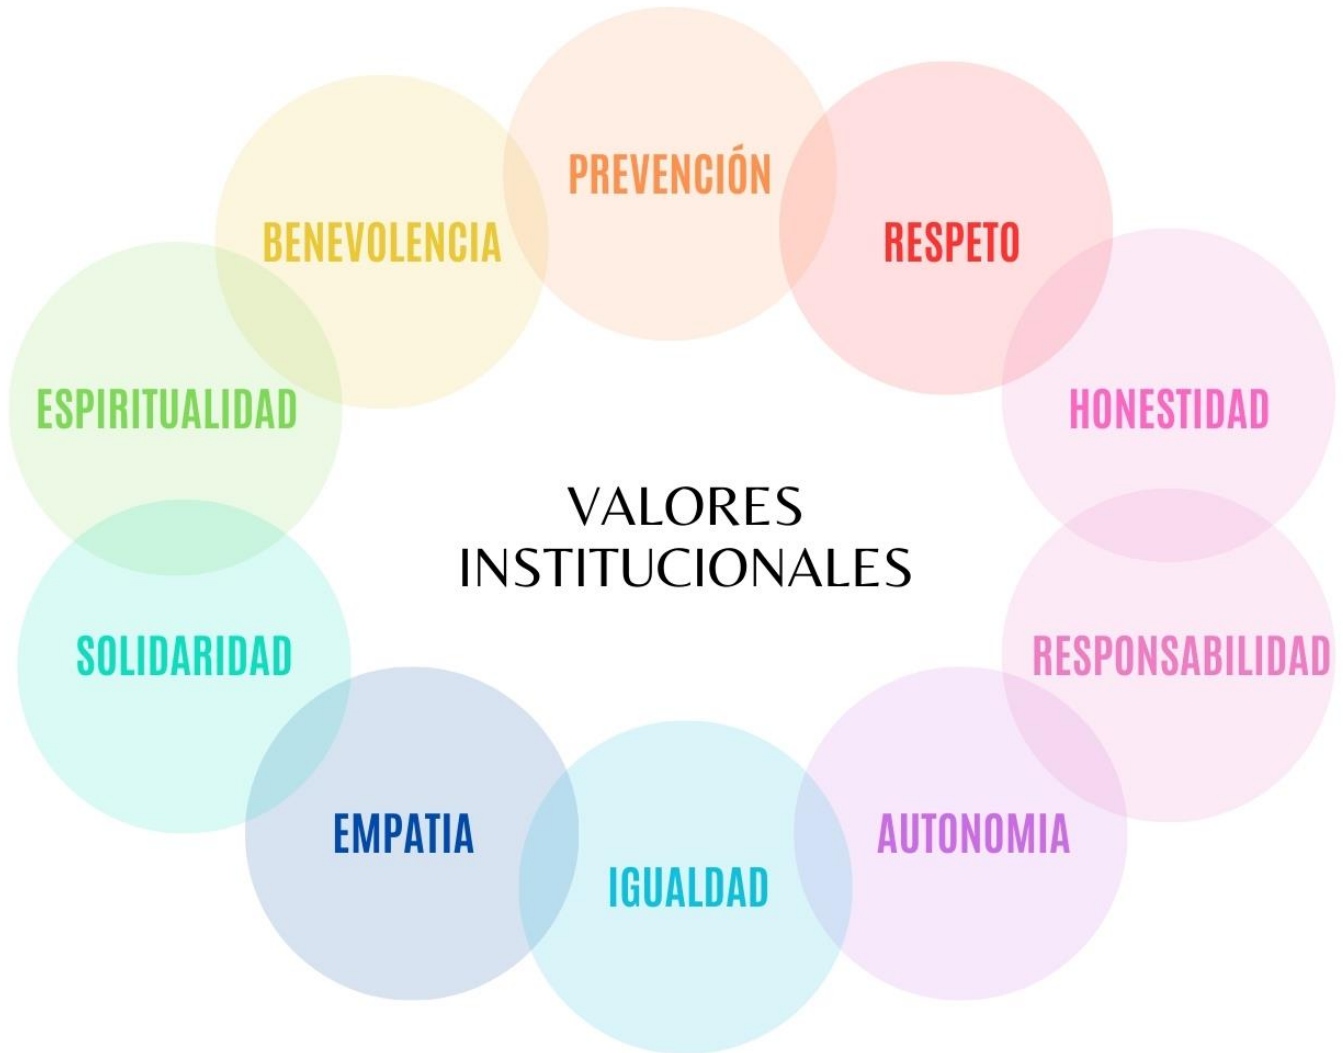 PREVENCIÓN
RESPETO
BENEVOLENCIA
HONESTIDAD
ESPIRITUALIDAD
VALORES
INSTITUCIONALES
SOLIDARIDAD
RESPONSABILIDAD
EMPATIA
AUTONOMIA
IGUALDAD